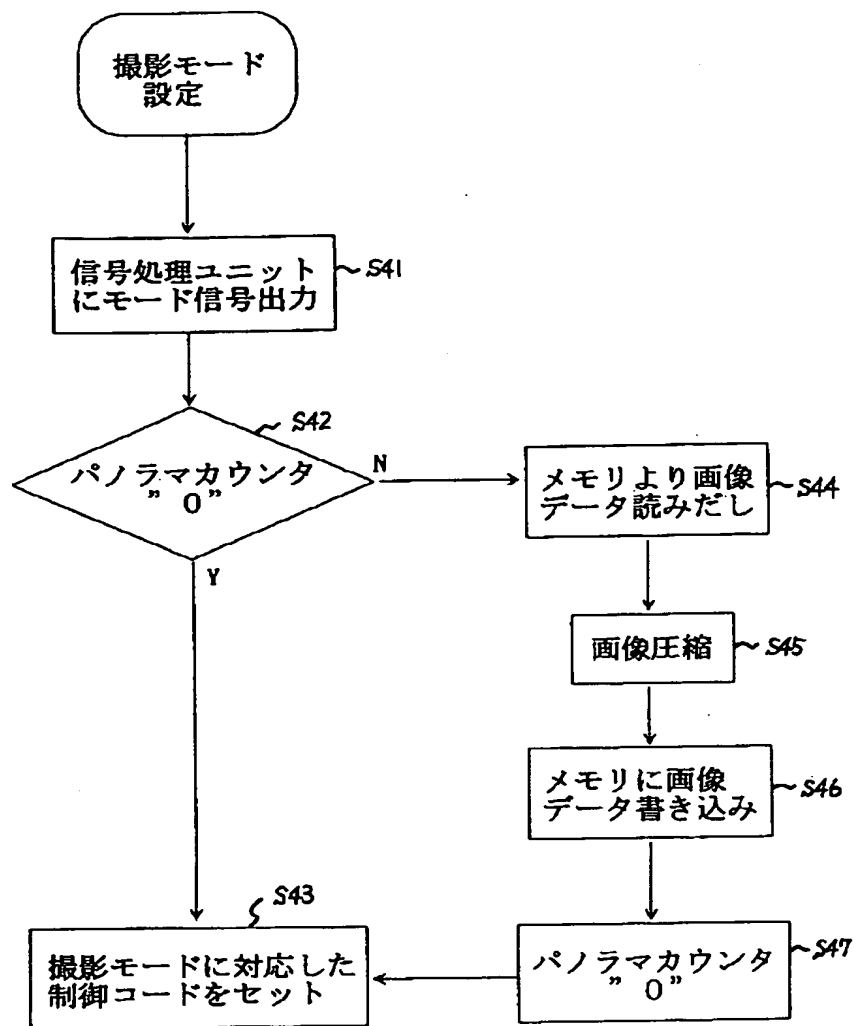 撮影モード
設定
信号処理ユニット
にモード信号出力
S41
S42
パノラマカウンタ
”0”
N
Y
メモリより画像
データ読みだし
S44
画像圧縮
S45
メモリに画像
データ書き込み
S46
パノラマカウンタ
”0”
S47
S43
撮影モードに対応した
制御コードをセット